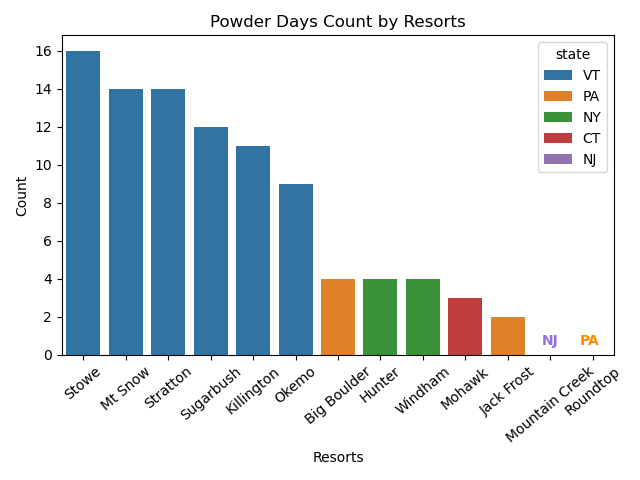 Powder Days Count by Resorts
state
VT
PA
NY
CT
NJ
Count
16
14
12
10
8
6
4
2
0
NJ
PA
Stowe
Mt Snow
Stratton
Sugarbush
Killington
Okemo
Big Boulder
Hunter
Windham
Mohawk
Jack Frost
Mountain Creek
Roundtop
Resorts